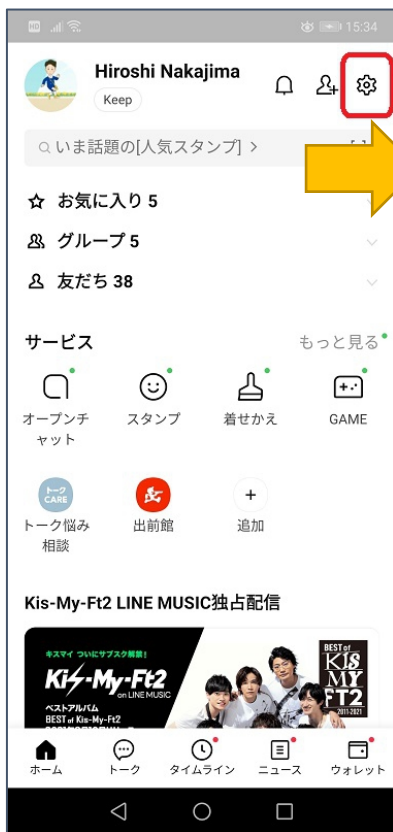 HD 15:34
Hiroshi Nakajima
Keep
いま話題の[人気スタンプ]
お気に入り 5
グループ 5
友だち 38
サービス もっと見る
オープンチャット
スタンプ
着せかえ
GAME
トークCARE
トーク悩み相談
出前館
追加
Kis-My-Ft2 LINE MUSIC独占配信
キスマイ ついにサブスク解禁!
Kis-My-Ft2
on LINE MUSIC
ベストアルバム
BEST of Kis-My-Ft2
BEST of
KIS
MY
FT2
2011-2021
ホーム トーク タイムライン ニュース ウォレット